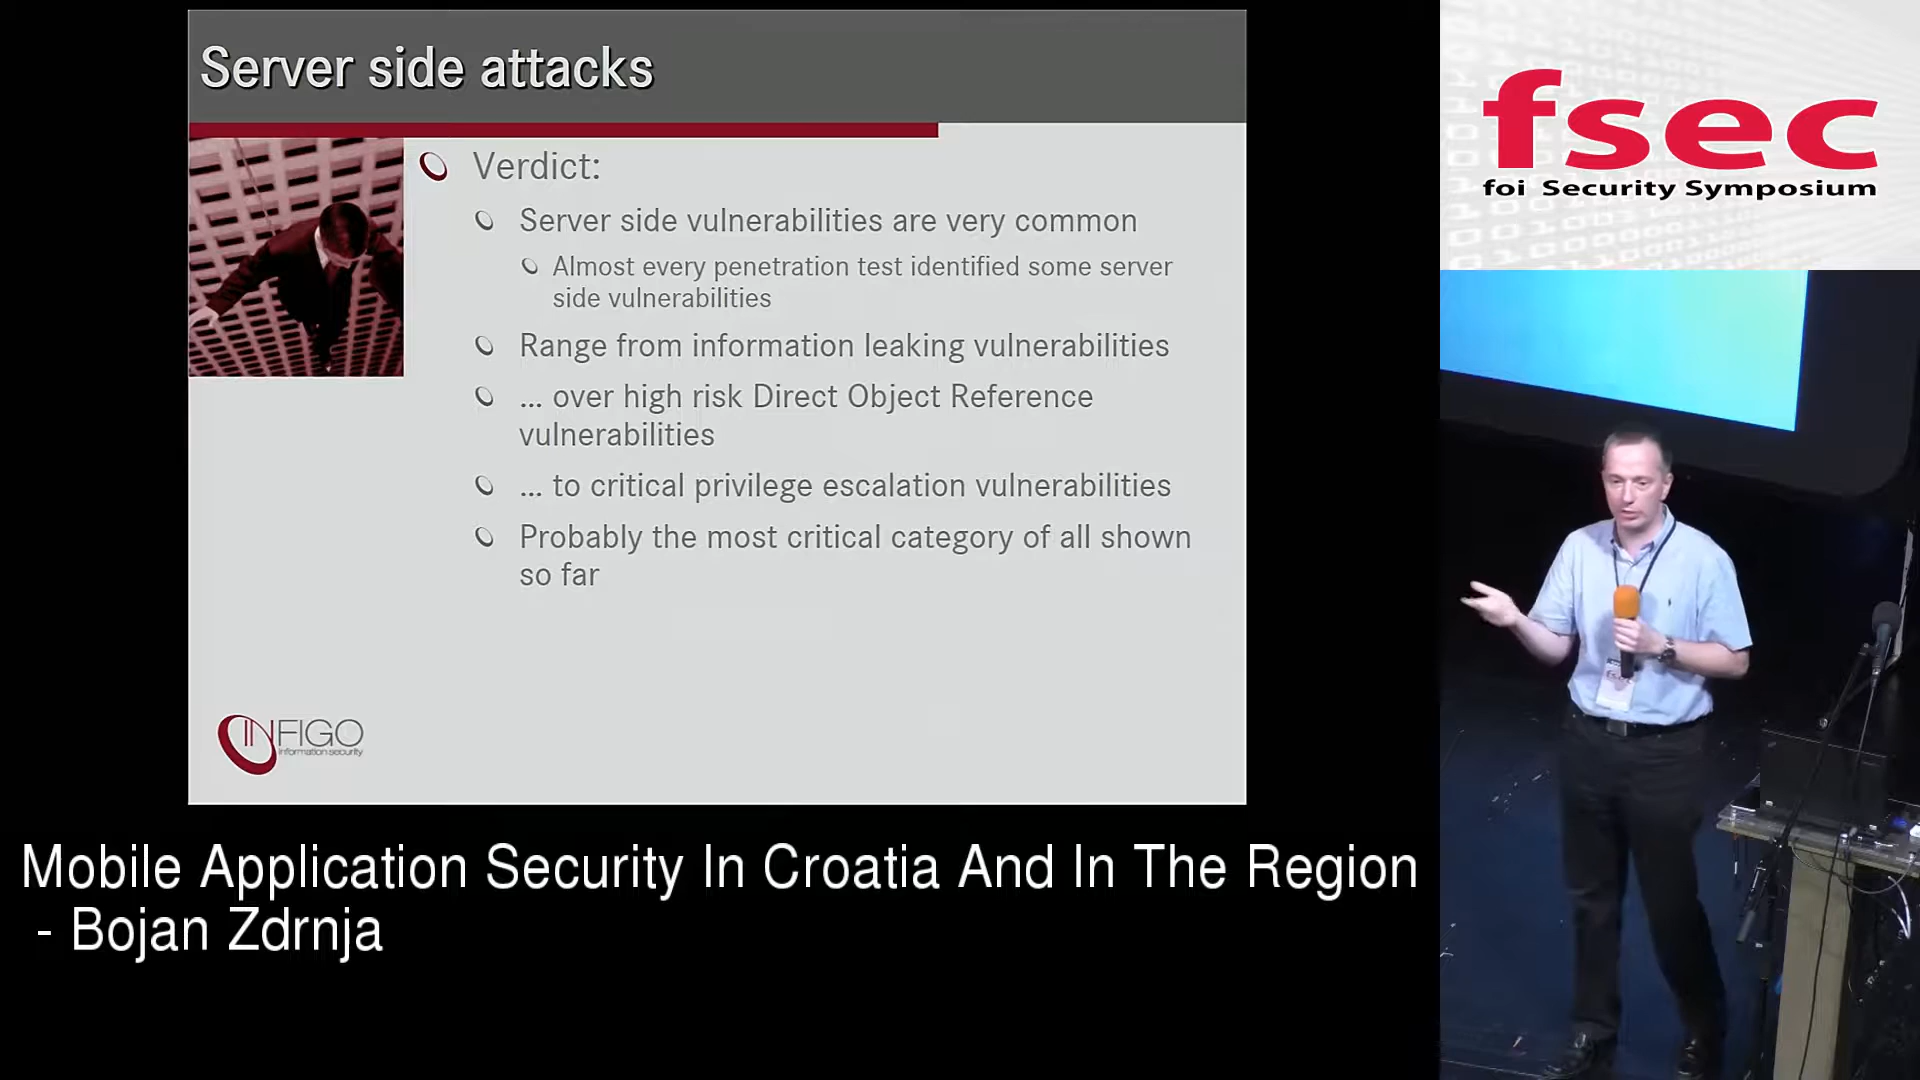 Server side attacks
Verdict:
Server side vulnerabilities are very common
Almost every penetration test identified some server
side vulnerabilities
Range from information leaking vulnerabilities
... over high risk Direct Object Reference
vulnerabilities
... to critical privilege escalation vulnerabilities
Probably the most critical category of all shown
so far
INFIGO
information security
fsec
foi Security Symposium
Mobile Application Security In Croatia And In The Region
- Bojan Zdrnja